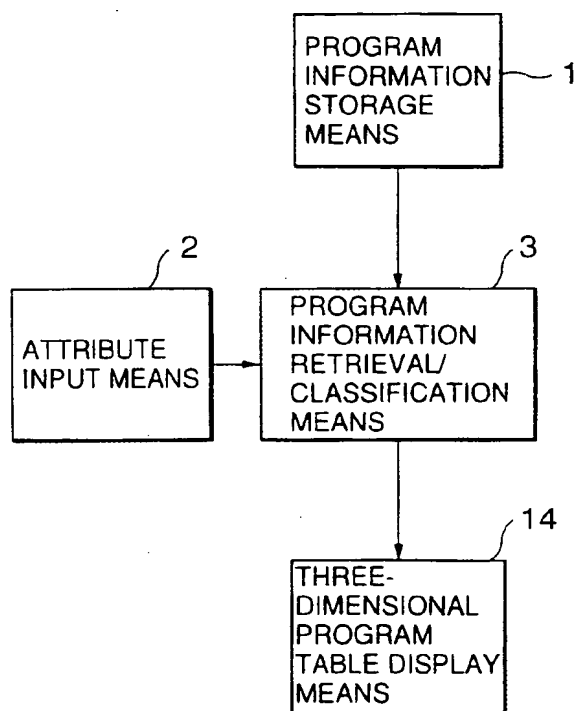 PROGRAM
INFORMATION
STORAGE
MEANS
1
2
ATTRIBUTE
INPUT MEANS
3
PROGRAM
INFORMATION
RETRIEVAL/
CLASSIFICATION
MEANS
14
THREE-
DIMENSIONAL
PROGRAM
TABLE DISPLAY
MEANS